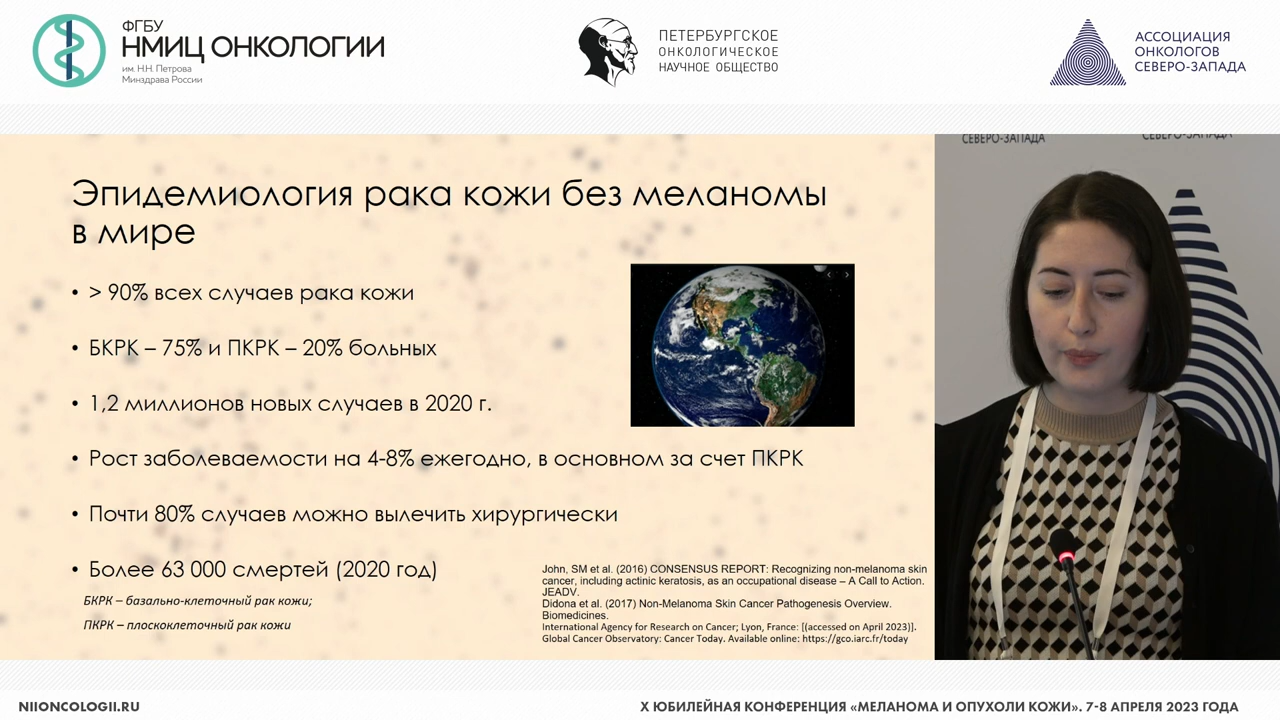 ФГБУ
НМИЦ ОНКОЛОГИИ
им. Н.Н. Петрова
Минздрава России
ПЕТЕРБУРГСКОЕ
ОНКОЛОГИЧЕСКОЕ
НАУЧНОЕ ОБЩЕСТВО
АССОЦИАЦИЯ
ОНКОЛОГОВ
СЕВЕРО-ЗАПАДА
СЕВЕРО-ЗАПАДА
СЕВЕРО-ЗАПАДА
Эпидемиология рака кожи без меланомы
в мире
• > 90% всех случаев рака кожи
• БКРК – 75% и ПКРК – 20% больных
• 1,2 миллионов новых случаев в 2020 г.
• Рост заболеваемости на 4-8% ежегодно, в основном за счет ПКРК
• Почти 80% случаев можно вылечить хирургически
• Более 63 000 смертей (2020 год)
БКРК – базально-клеточный рак кожи;
ПКРК – плоскоклеточный рак кожи
John, SM et al. (2016) CONSENSUS REPORT: Recognizing non-melanoma skin
cancer, including actinic keratosis, as an occupational disease – A Call to Action.
JEADV.
Didona et al. (2017) Non-Melanoma Skin Cancer Pathogenesis Overview.
Biomedicines.
International Agency for Research on Cancer; Lyon, France: [(accessed on April 2023)].
Global Cancer Observatory: Cancer Today. Available online: https://gco.iarc.fr/today
NIIONCOLOGII.RU
X ЮБИЛЕЙНАЯ КОНФЕРЕНЦИЯ «МЕЛАНОМА И ОПУХОЛИ КОЖИ». 7-8 АПРЕЛЯ 2023 ГОДА